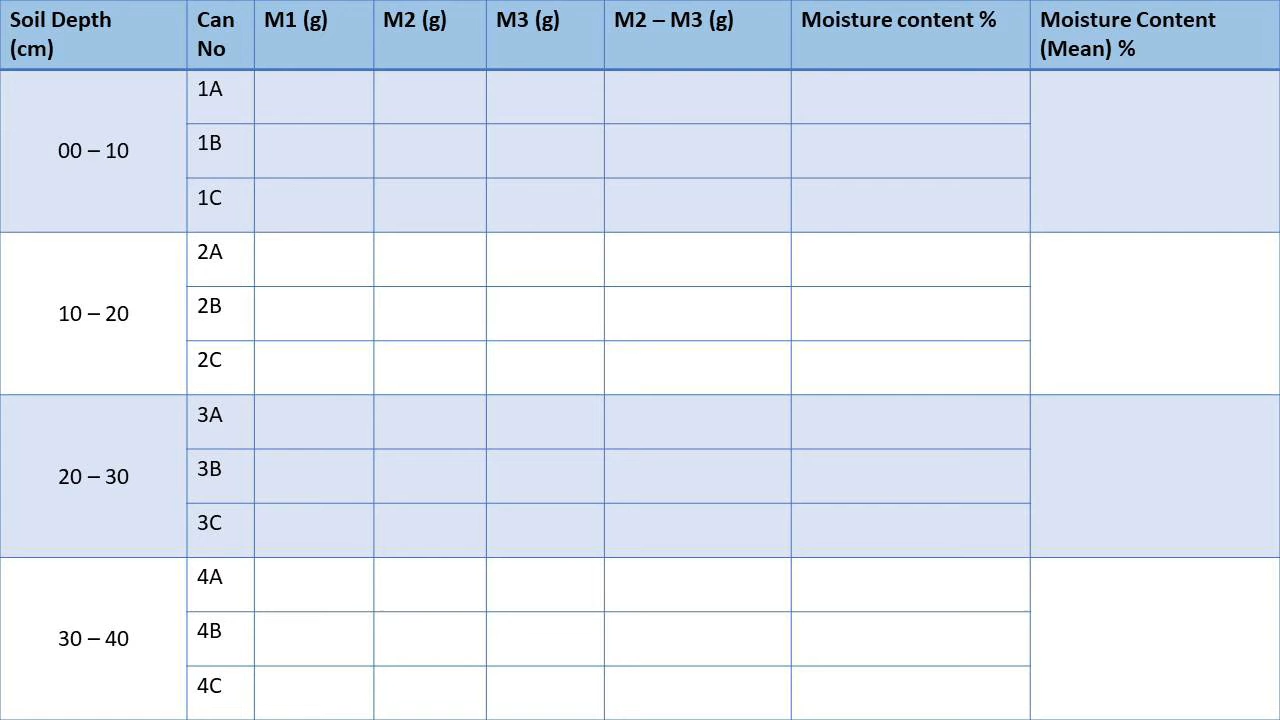 Soil Depth (cm)
Can No
M1 (g)
M2 (g)
M3 (g)
M2 – M3 (g)
Moisture content %
Moisture Content (Mean) %
00 – 10
1A
1B
1C
10 – 20
2A
2B
2C
20 – 30
3A
3B
3C
30 – 40
4A
4B
4C